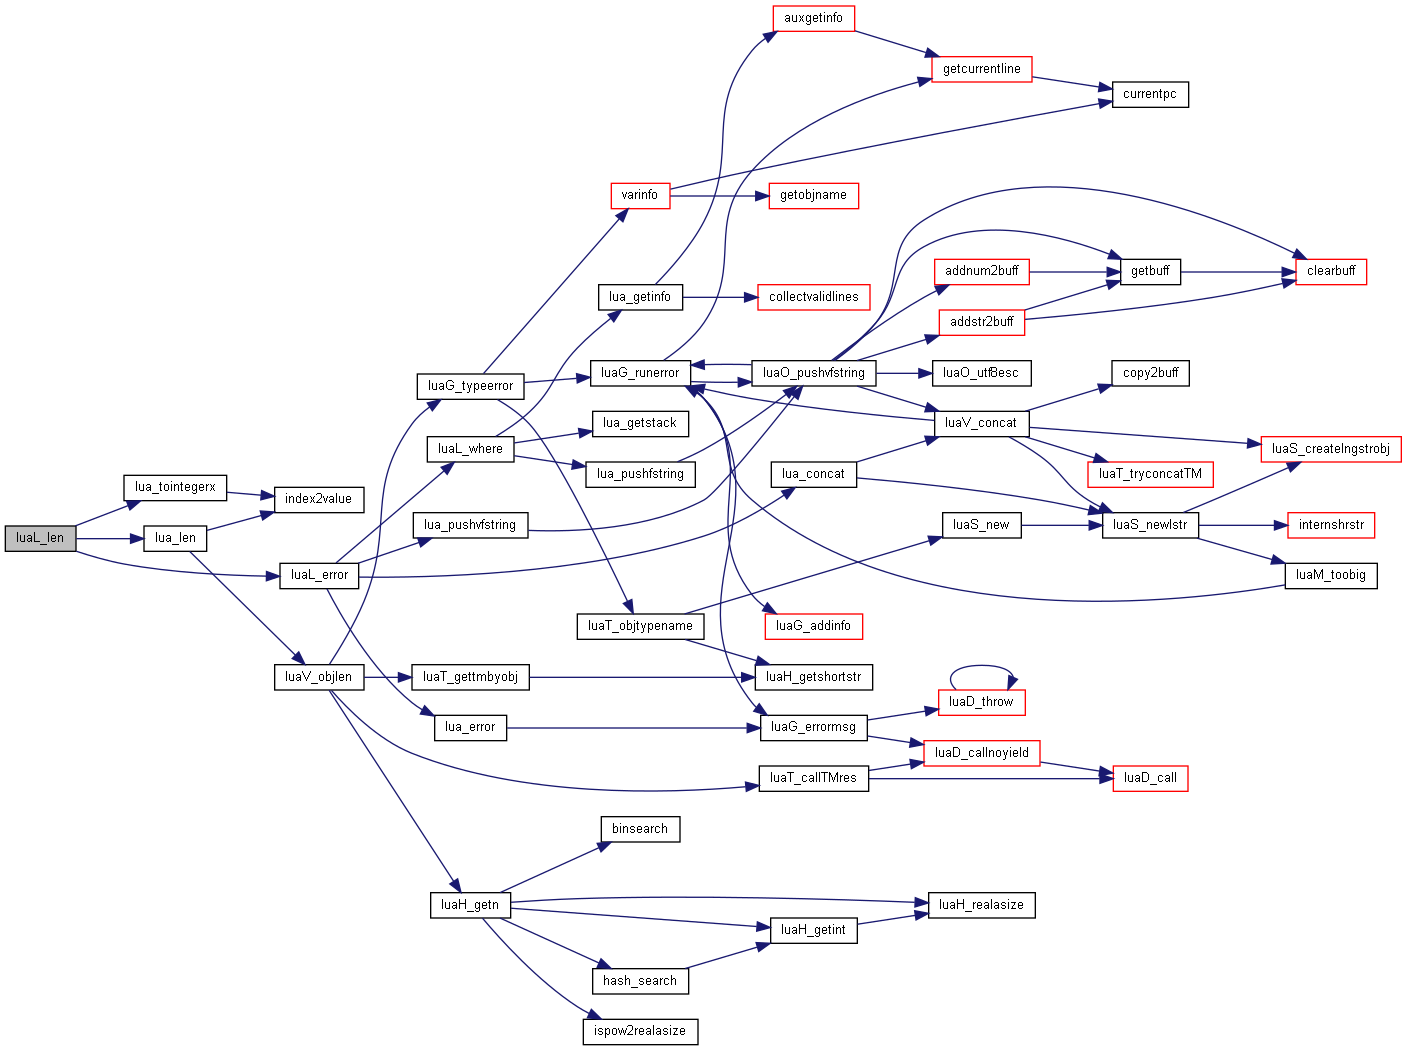 auxgetinfo
getcurrentline
currentpc
varinfo
getobjname
lua_getinfo
collectvalidlines
addnum2buff
getbuff
clearbuff
addstr2buff
luaG_typeerror
luaG_runerror
luaO_pushvfstring
luaO_utf8esc
copy2buff
luaL_where
lua_getstack
luaV_concat
luaS_createlngstrobj
lua_pushfstring
lua_concat
luaT_tryconcatTM
lua_tointegerx
index2value
luaL_len
lua_len
lua_pushvfstring
luaS_new
luaS_newlstr
internshrstr
luaL_error
luaM_toobig
luaT_objtypename
luaG_addinfo
luaV_objlen
luaT_gettmbyobj
luaH_getshortstr
luaD_throw
lua_error
luaG_errormsg
luaD_callnoyield
luaT_callTMres
luaD_call
binsearch
luaH_getn
luaH_realasize
luaH_getint
hash_search
ispow2realasize